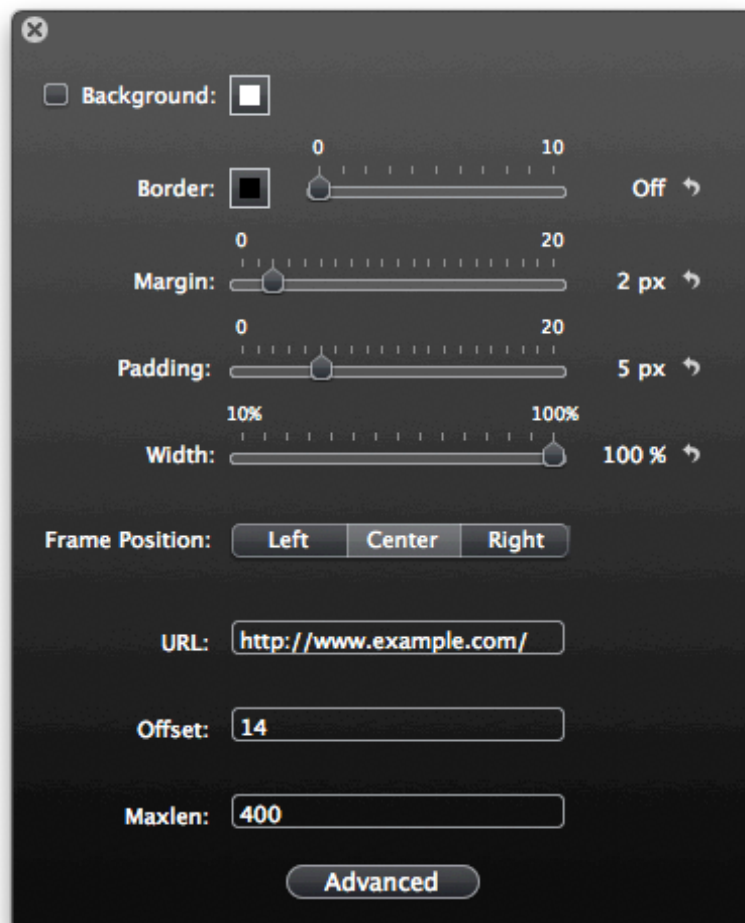 Background:
0 10
Border: Off
0 20
Margin: 2 px
0 20
Padding: 5 px
10% 100%
Width: 100 %
Frame Position: Left Center Right
URL: http://www.example.com/
Offset: 14
Maxlen: 400
Advanced